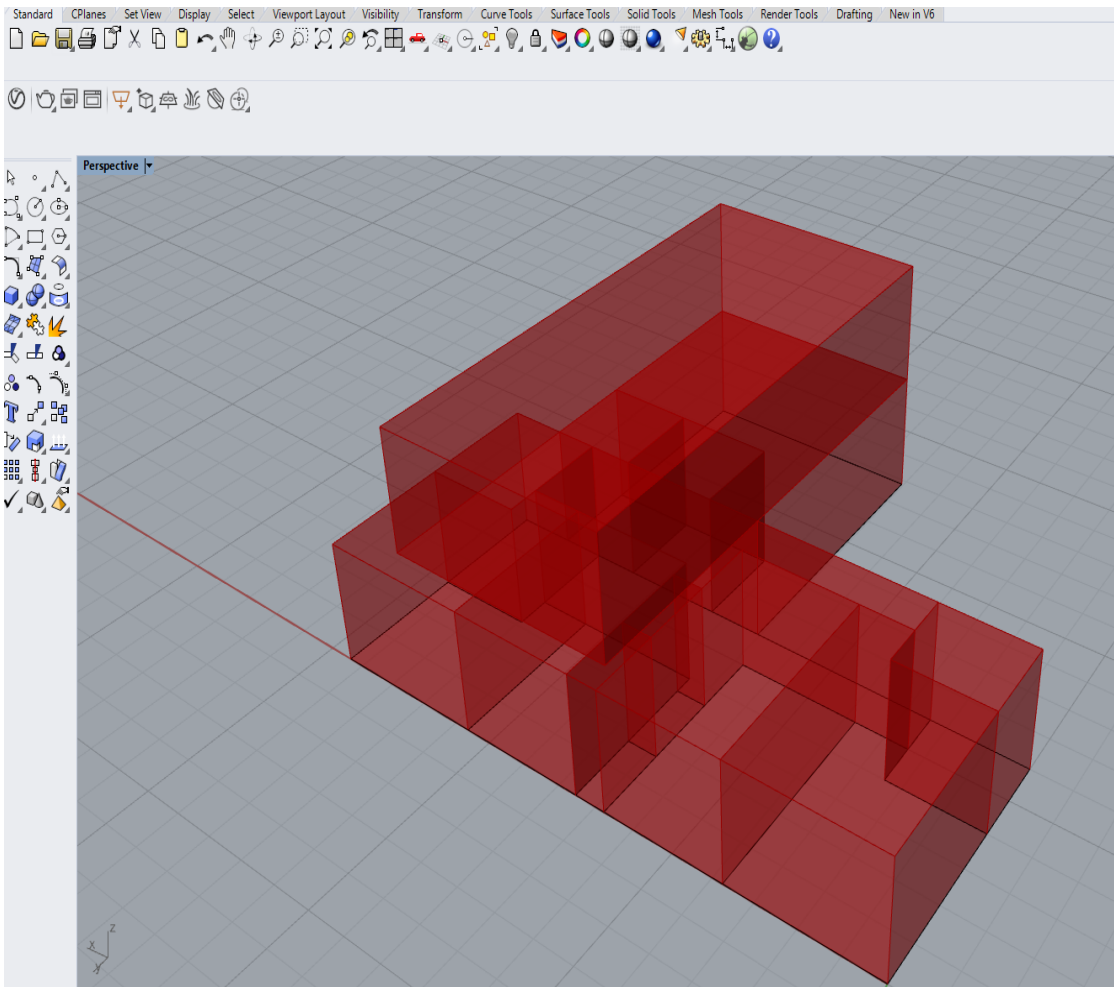 Standard CPlanes Set View Display Select Viewport Layout Visibility Transform Curve Tools Surface Tools Solid Tools Mesh Tools Render Tools Drafting New in V6
Perspective
z
x
y